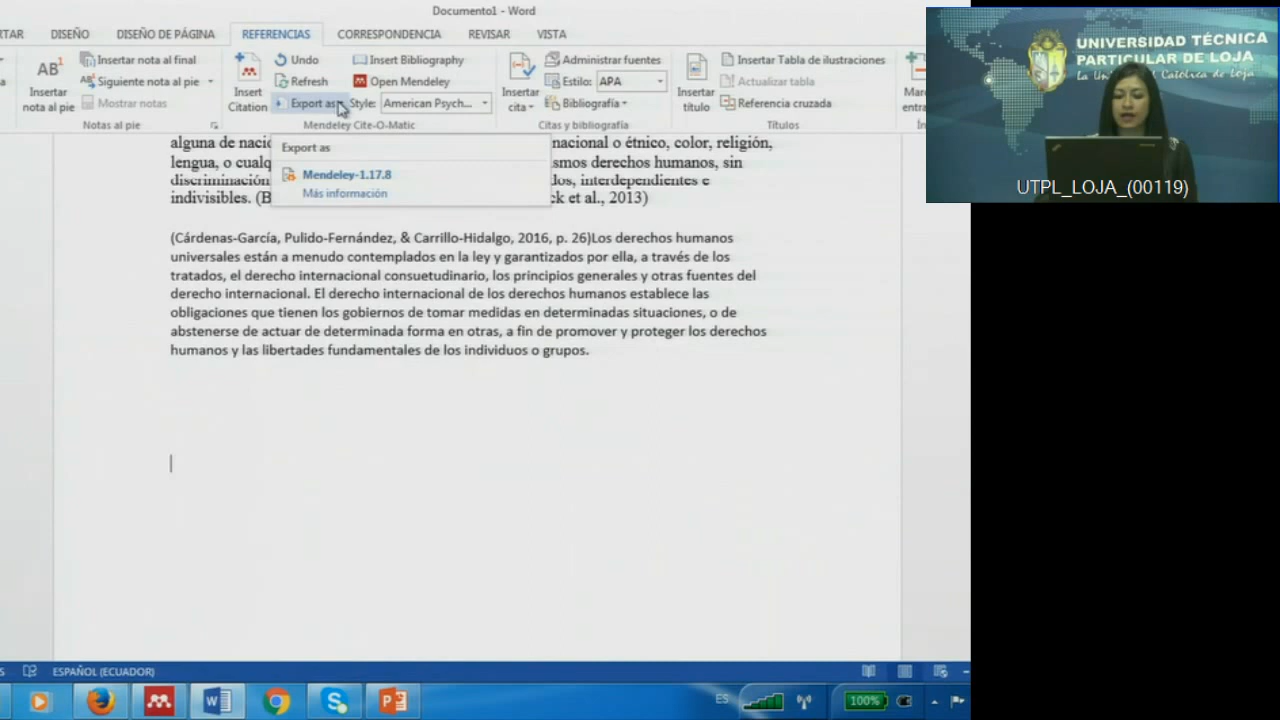 Documento1 - Word
TAR
DISEÑO
DISEÑO DE PÁGINA
REFERENCIAS
CORRESPONDENCIA
REVISAR
VISTA
AB1
Insertar nota al pie
Insertar nota al final
Siguiente nota al pie
Mostrar notas
Notas al pie
Insert Citation
Undo
Refresh
Export as
Insert Bibliography
Open Mendeley
Style: American Psych...
Mendeley Cite-O-Matic
Insertar cita
Administrar fuentes
Estilo: APA
Bibliografía
Citas y bibliografía
Insertar título
Insertar Tabla de ilustraciones
Actualizar tabla
Referencia cruzada
Títulos
Export as
Mendeley-1.17.8
Más información
alguna de naci nacional o étnico, color, religión,
lengua, o cualq smos derechos humanos, sin
discriminación los, interdependientes e
indivisibles. (B ck et al., 2013)
(Cárdenas-García, Pulido-Fernández, & Carrillo-Hidalgo, 2016, p. 26)Los derechos humanos
universales están a menudo contemplados en la ley y garantizados por ella, a través de los
tratados, el derecho internacional consuetudinario, los principios generales y otras fuentes del
derecho internacional. El derecho internacional de los derechos humanos establece las
obligaciones que tienen los gobiernos de tomar medidas en determinadas situaciones, o de
abstenerse de actuar de determinada forma en otras, a fin de promover y proteger los derechos
humanos y las libertades fundamentales de los individuos o grupos.
ESPAÑOL (ECUADOR)
ES
100%
UNIVERSIDAD TÉCNICA
PARTICULAR DE LOJA
La Universidad Católica de Loja
UTPL_LOJA_(00119)